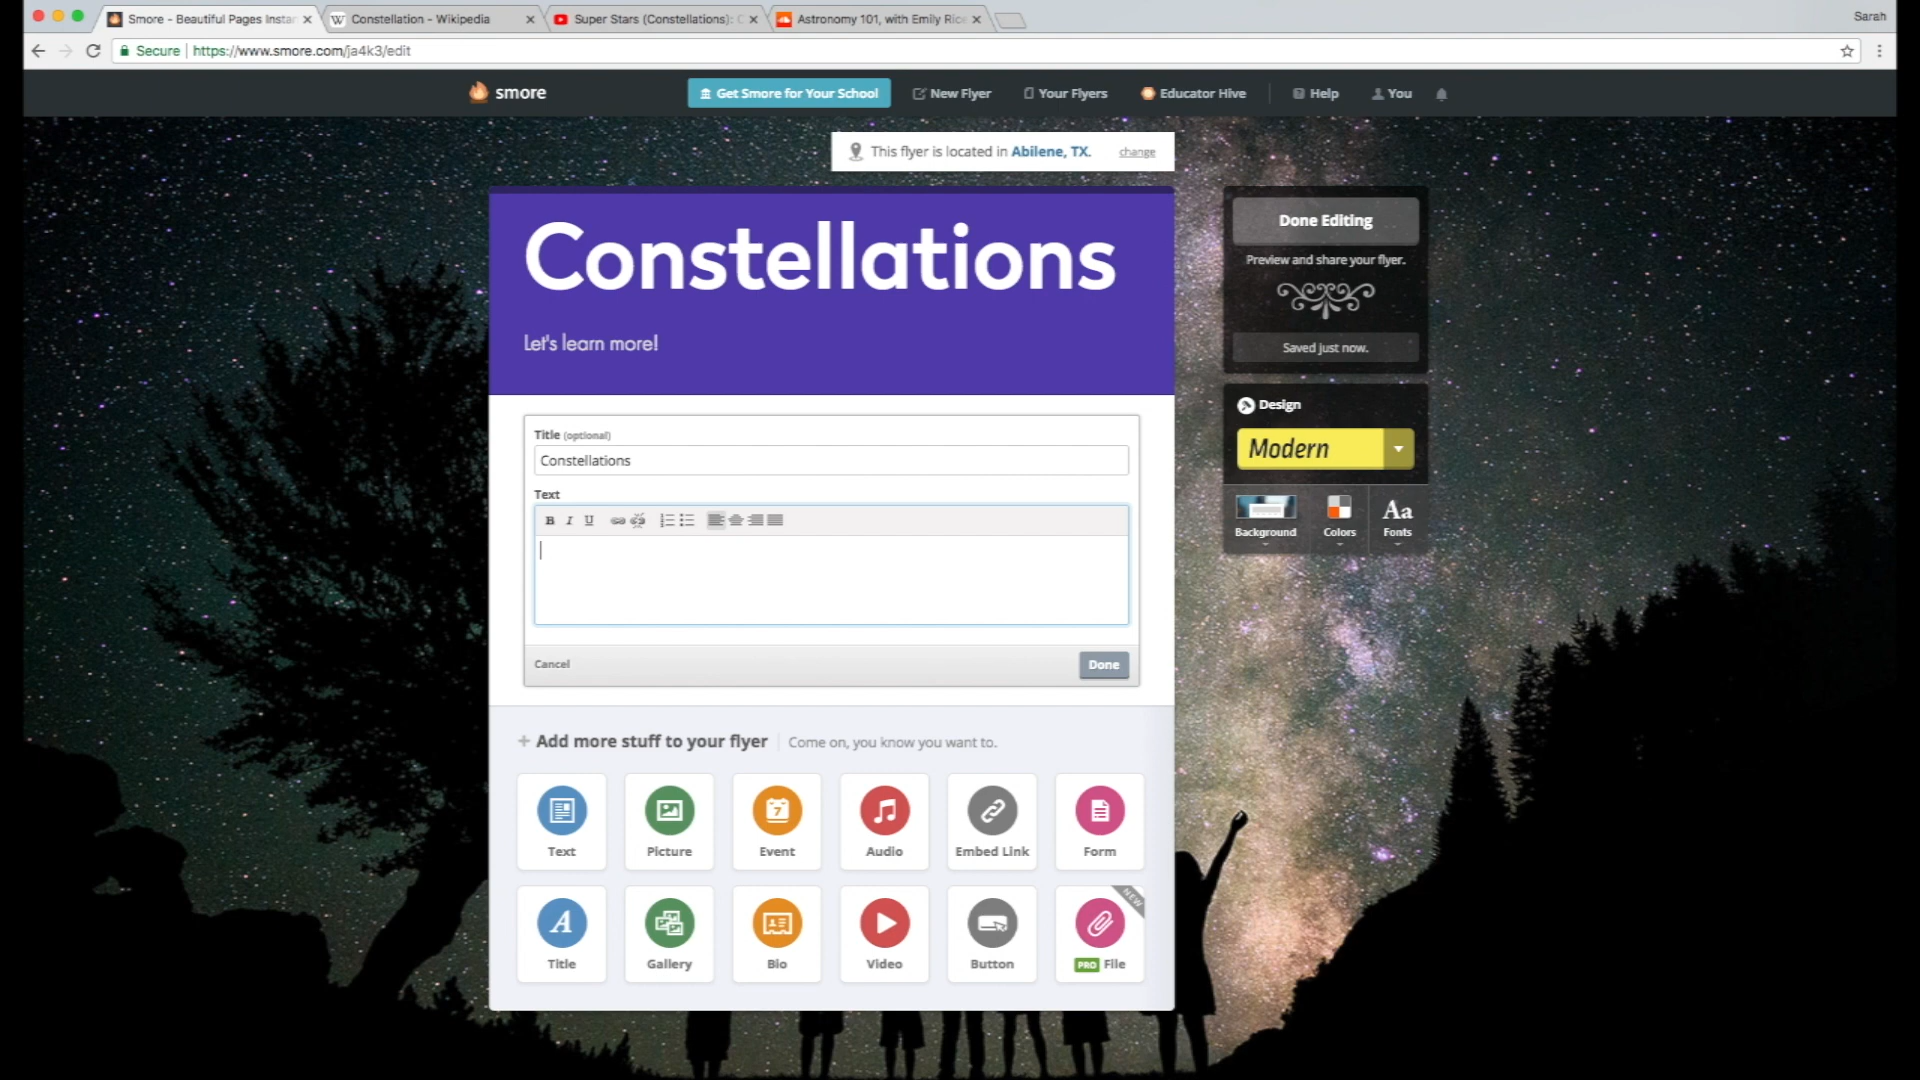 Smore - Beautiful Pages Instan
Constellation - Wikipedia
Super Stars (Constellations): C
Astronomy 101, with Emily Rice
Sarah
Secure
https://www.smore.com/ja4k3/edit
smore
Get Smore for Your School
New Flyer
Your Flyers
Educator Hive
Help
You
This flyer is located in Abilene, TX.
change
Constellations
Let's learn more!
Done Editing
Preview and share your flyer.
Saved just now.
Design
Modern
Background
Colors
Aa
Fonts
Title (optional)
Constellations
Text
B I U
Cancel
Done
+ Add more stuff to your flyer
Come on, you know you want to.
Text
Picture
7
Event
Audio
Embed Link
Form
A
Title
Gallery
Bio
Video
Button
NEW
PRO File